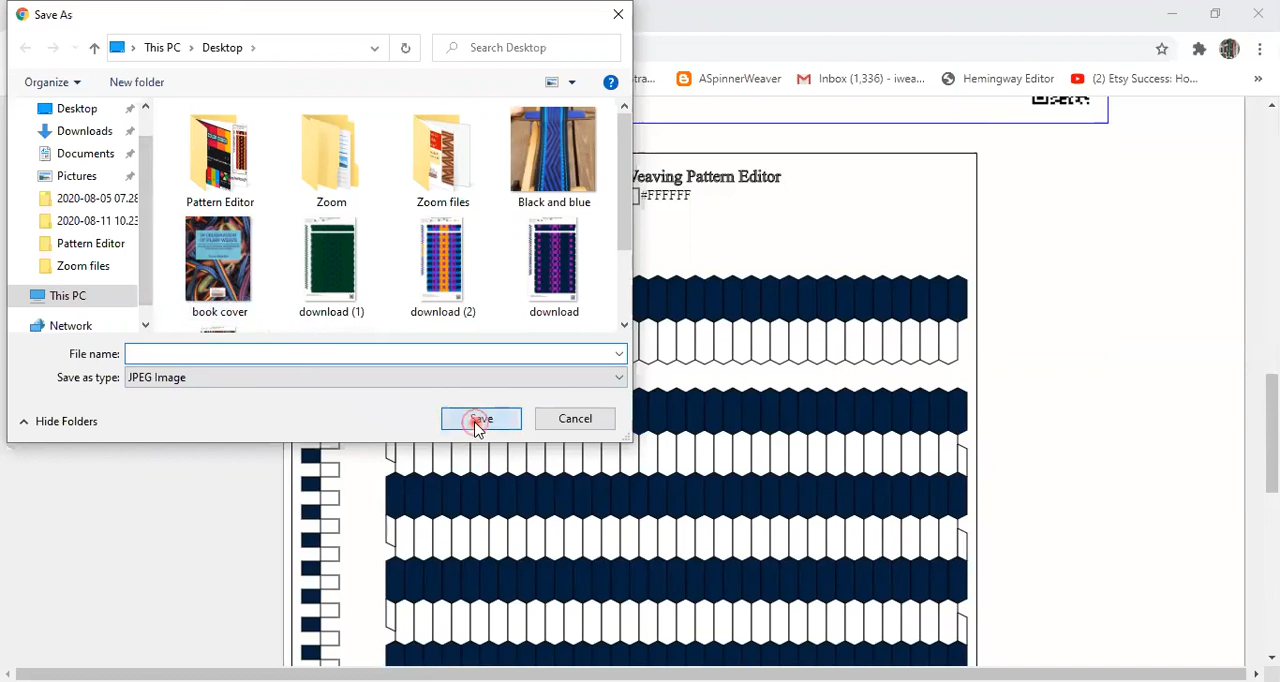 Save As
This PC
Desktop
Search Desktop
Organize
New folder
Desktop
Downloads
Documents
Pictures
2020-08-05 07.28
2020-08-11 10.23
Pattern Editor
Zoom files
This PC
Network
Pattern Editor
Zoom
Zoom files
Black and blue
book cover
download (1)
download (2)
download
File name:
Save as type:
JPEG Image
Hide Folders
Save
Cancel
ASpinnerWeaver
Inbox (1,336) - iwea...
Hemingway Editor
(2) Etsy Success: Ho...
Weaving Pattern Editor
#FFFFFF